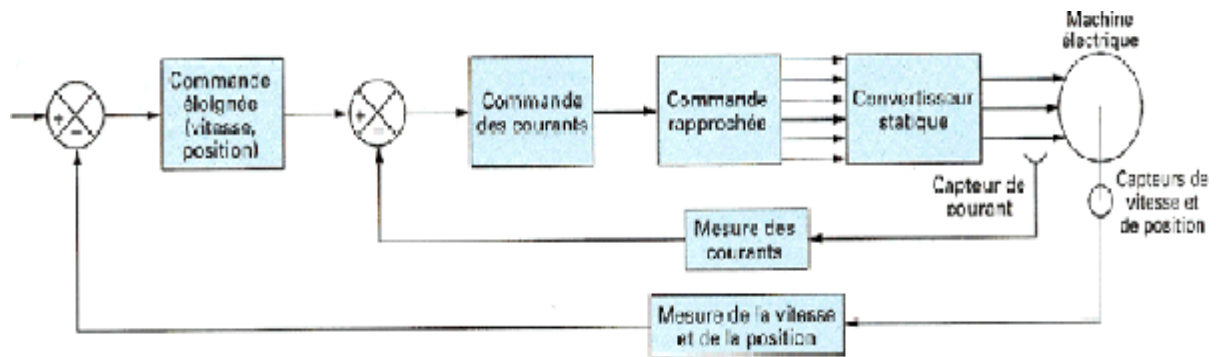 Machine
électrique
Commande
éloignée
(vitesse,
position)
Commande
des courants
Commande
rapprochée
Convertisseur
statique
+
−
+
−
Capteur de
courant
Capteurs de
vitesse et
de position
Mesure des
courants
Mesure de la vitesse
et de la position